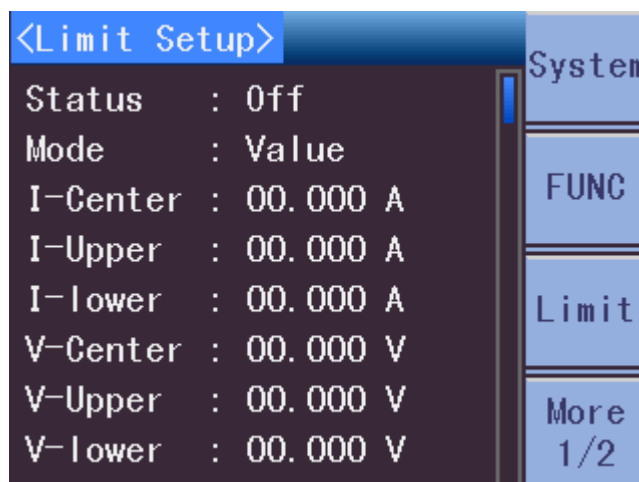 <Limit Setup>
Status : Off
Mode : Value
I-Center : 00.000 A
I-Upper : 00.000 A
I-lower : 00.000 A
V-Center : 00.000 V
V-Upper : 00.000 V
V-lower : 00.000 V
System
FUNC
Limit
More
1/2